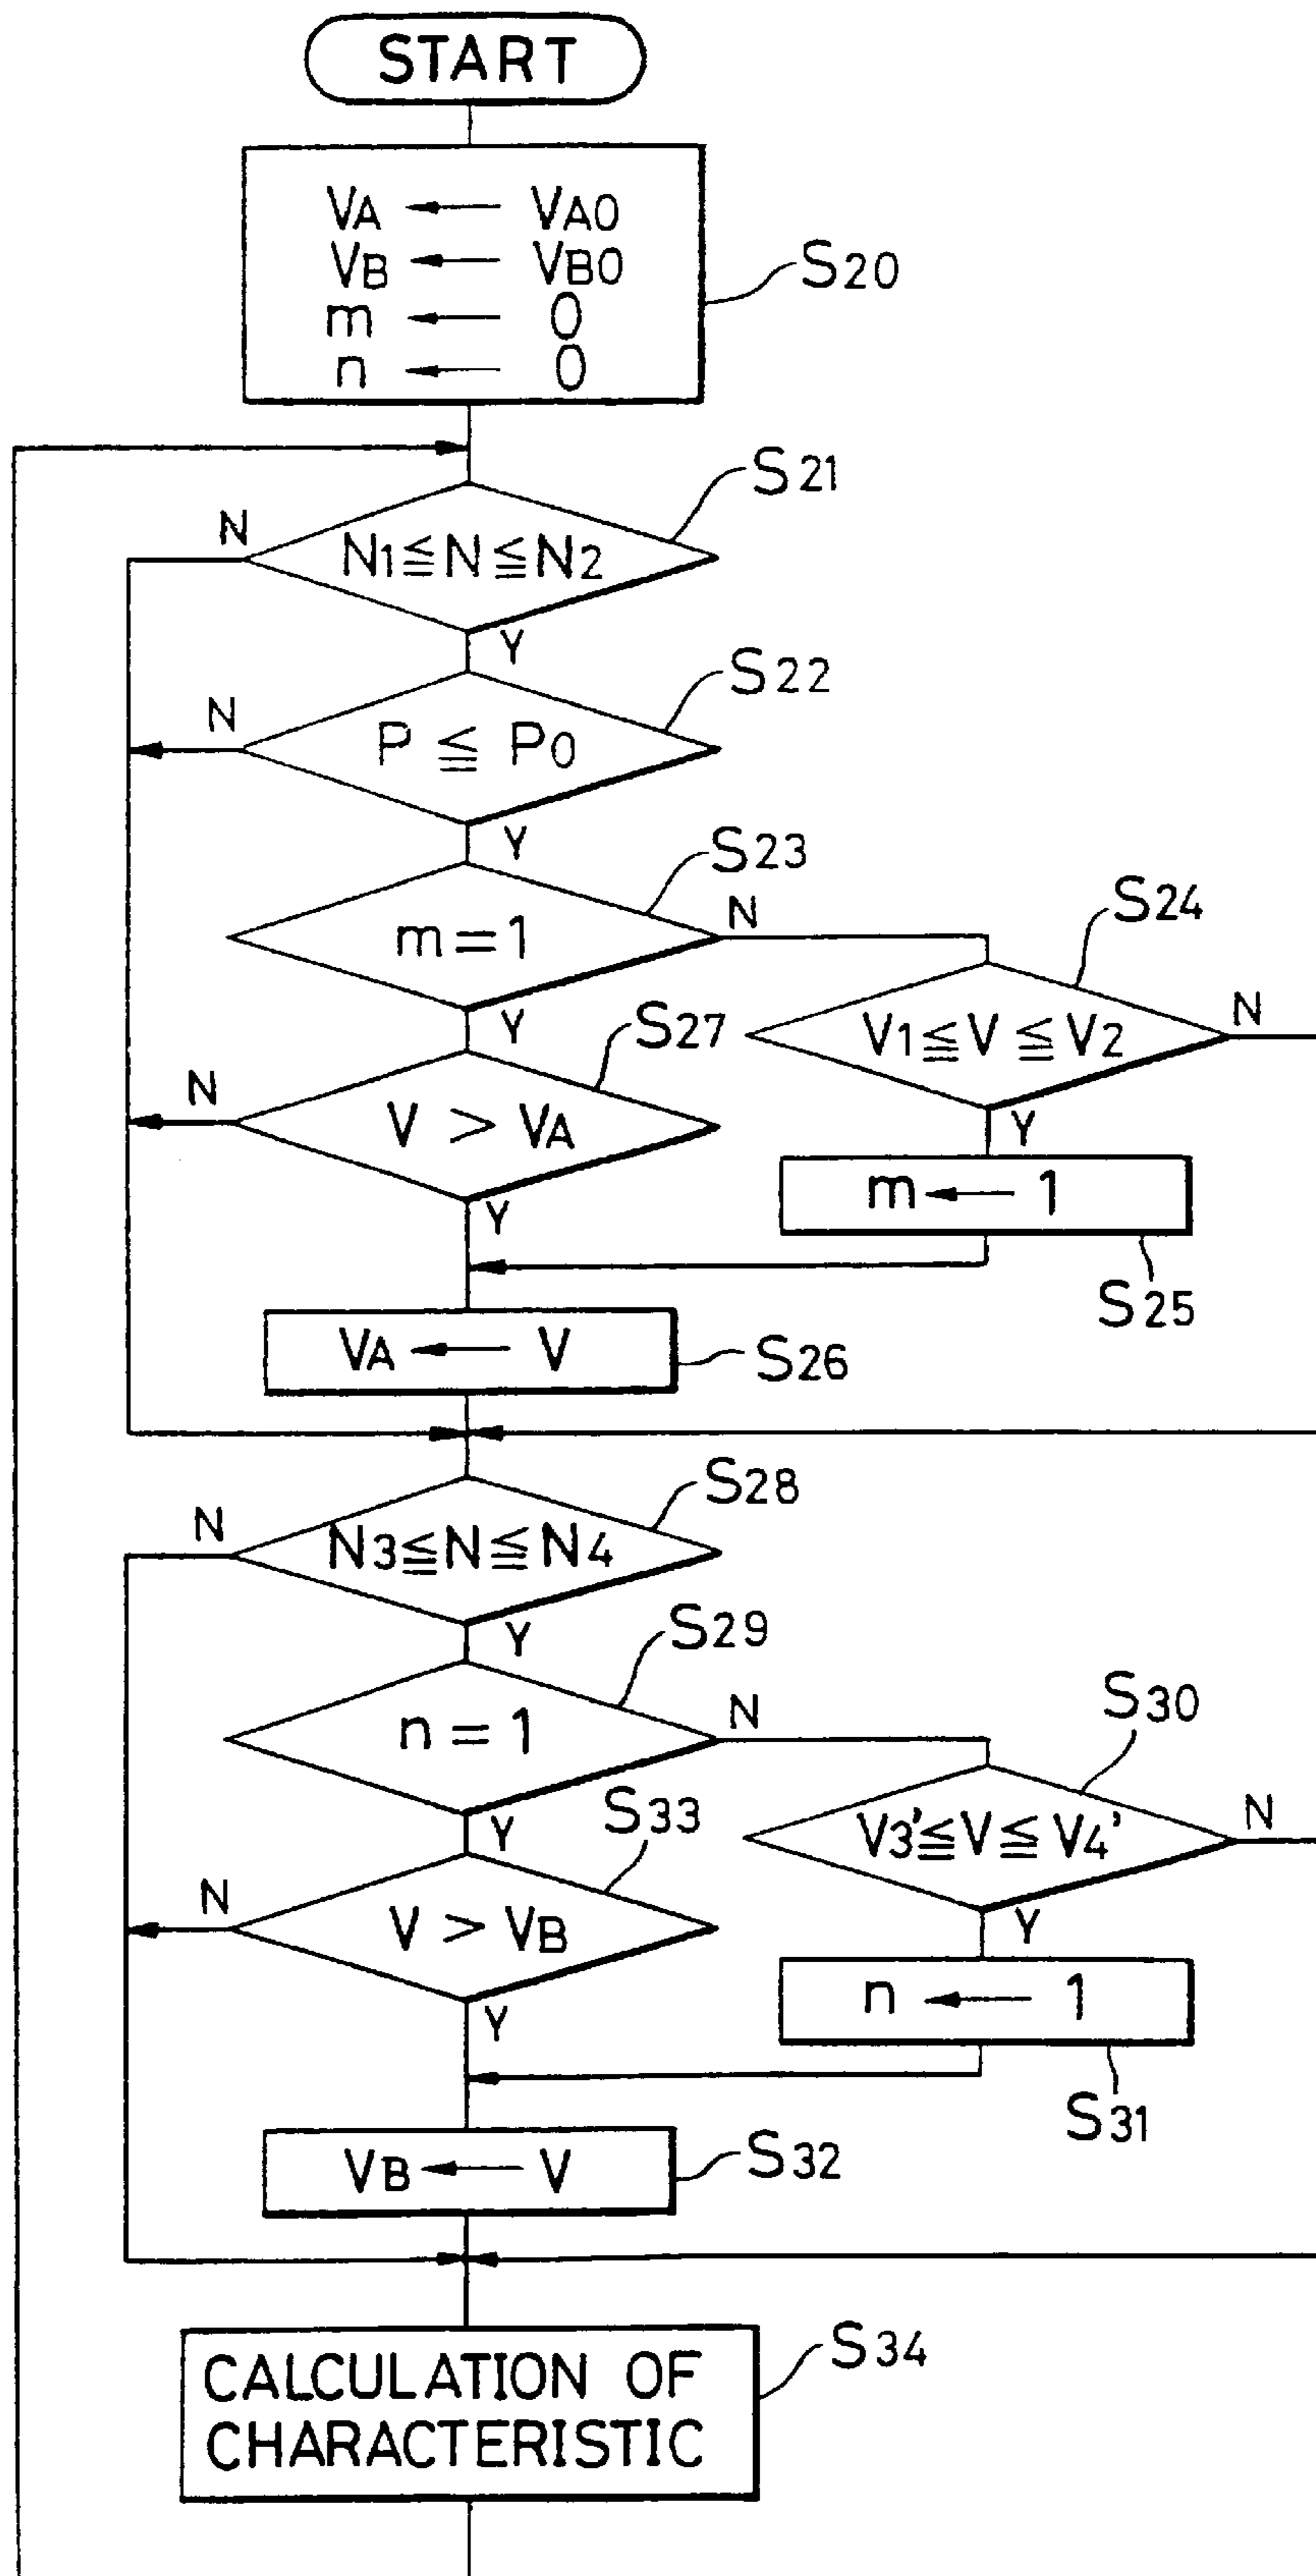 START
VA ← VA0
VB ← VB0
m ← 0
n ← 0
S20
S21
N
N1≦N≦N2
Y
S22
N
P ≦ P0
Y
S23
m=1
N
Y
S24
V1≦V≦V2
N
Y
S27
N
V > VA
Y
m ← 1
S25
VA ← V
S26
S28
N
N3≦N≦N4
Y
S29
n=1
N
Y
S30
V3'≦V≦V4'
N
Y
S33
N
V > VB
Y
n ← 1
S31
VB ← V
S32
CALCULATION OF
CHARACTERISTIC
S34